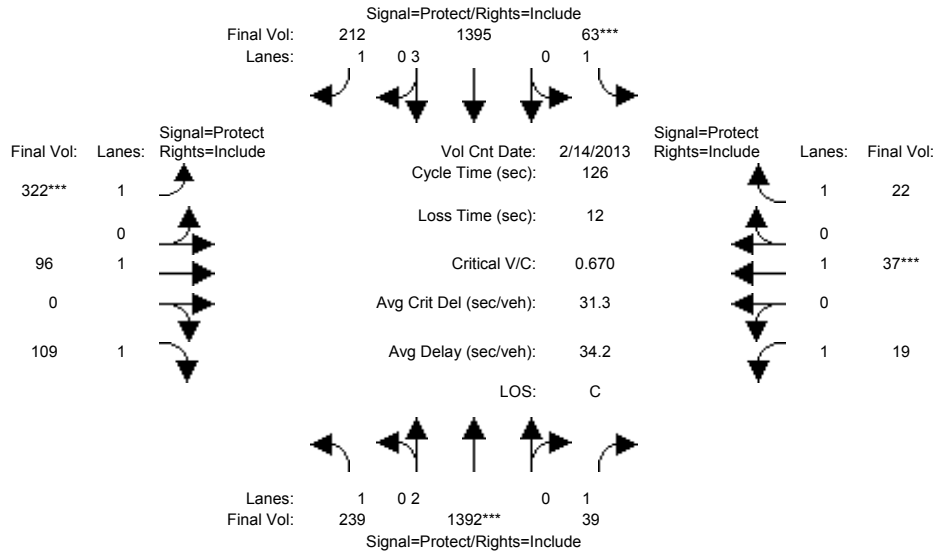 Signal=Protect/Rights=Include
Final Vol: 212 1395 63***
Lanes: 1 0 3 0 1
Signal=Protect Signal=Protect
Final Vol: Lanes: Rights=Include Vol Cnt Date: 2/14/2013 Rights=Include Lanes: Final Vol:
Cycle Time (sec): 126
322*** 1 1 22
Loss Time (sec): 12
0 0
96 1 Critical V/C: 0.670 1 37***
0 Avg Crit Del (sec/veh): 31.3 0
109 1 Avg Delay (sec/veh): 34.2 1 19
LOS: C
Lanes: 1 0 2 0 1
Final Vol: 239 1392*** 39
Signal=Protect/Rights=Include